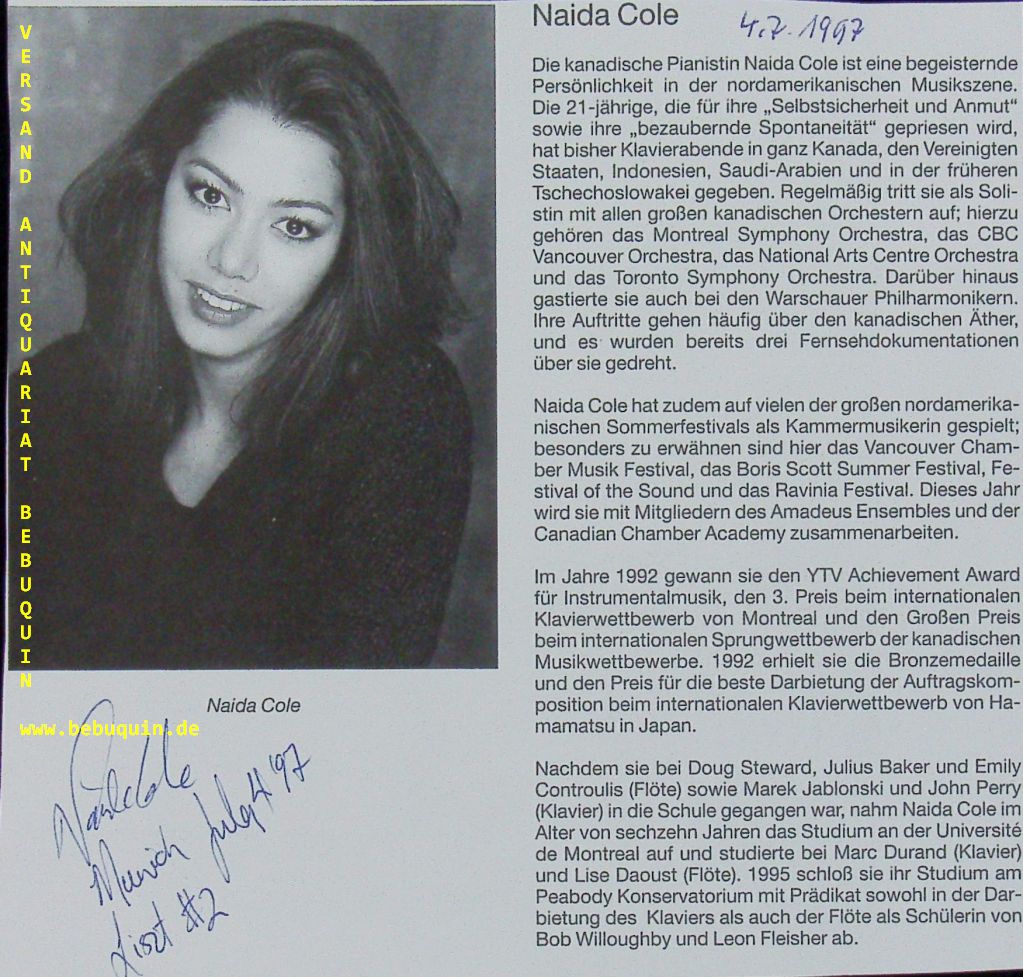 VERSAND ANTIQUARIAT BEBUQUIN
www.bebuquin.de
Naida Cole
Naida Cole
Munich July 4 '97
Liszt #2
Naida Cole
4.7.1997
Die kanadische Pianistin Naida Cole ist eine begeisternde
Persönlichkeit in der nordamerikanischen Musikszene.
Die 21-jährige, die für ihre „Selbstsicherheit und Anmut“
sowie ihre „bezaubernde Spontaneität“ gepriesen wird,
hat bisher Klavierabende in ganz Kanada, den Vereinigten
Staaten, Indonesien, Saudi-Arabien und in der früheren
Tschechoslowakei gegeben. Regelmäßig tritt sie als Soli-
stin mit allen großen kanadischen Orchestern auf; hierzu
gehören das Montreal Symphony Orchestra, das CBC
Vancouver Orchestra, das National Arts Centre Orchestra
und das Toronto Symphony Orchestra. Darüber hinaus
gastierte sie auch bei den Warschauer Philharmonikern.
Ihre Auftritte gehen häufig über den kanadischen Äther,
und es wurden bereits drei Fernsehdokumentationen
über sie gedreht.
Naida Cole hat zudem auf vielen der großen nordamerika-
nischen Sommerfestivals als Kammermusikerin gespielt;
besonders zu erwähnen sind hier das Vancouver Cham-
ber Musik Festival, das Boris Scott Summer Festival, Fe-
stival of the Sound und das Ravinia Festival. Dieses Jahr
wird sie mit Mitgliedern des Amadeus Ensembles und der
Canadian Chamber Academy zusammenarbeiten.
Im Jahre 1992 gewann sie den YTV Achievement Award
für Instrumentalmusik, den 3. Preis beim internationalen
Klavierwettbewerb von Montreal und den Großen Preis
beim internationalen Sprungwettbewerb der kanadischen
Musikwettbewerbe. 1992 erhielt sie die Bronzemedaille
und den Preis für die beste Darbietung der Auftragskom-
position beim internationalen Klavierwettbewerb von Ha-
mamatsu in Japan.
Nachdem sie bei Doug Steward, Julius Baker und Emily
Controulis (Flöte) sowie Marek Jablonski und John Perry
(Klavier) in die Schule gegangen war, nahm Naida Cole im
Alter von sechzehn Jahren das Studium an der Université
de Montreal auf und studierte bei Marc Durand (Klavier)
und Lise Daoust (Flöte). 1995 schloß sie ihr Studium am
Peabody Konservatorium mit Prädikat sowohl in der Dar-
bietung des Klaviers als auch der Flöte als Schülerin von
Bob Willoughby und Leon Fleisher ab.